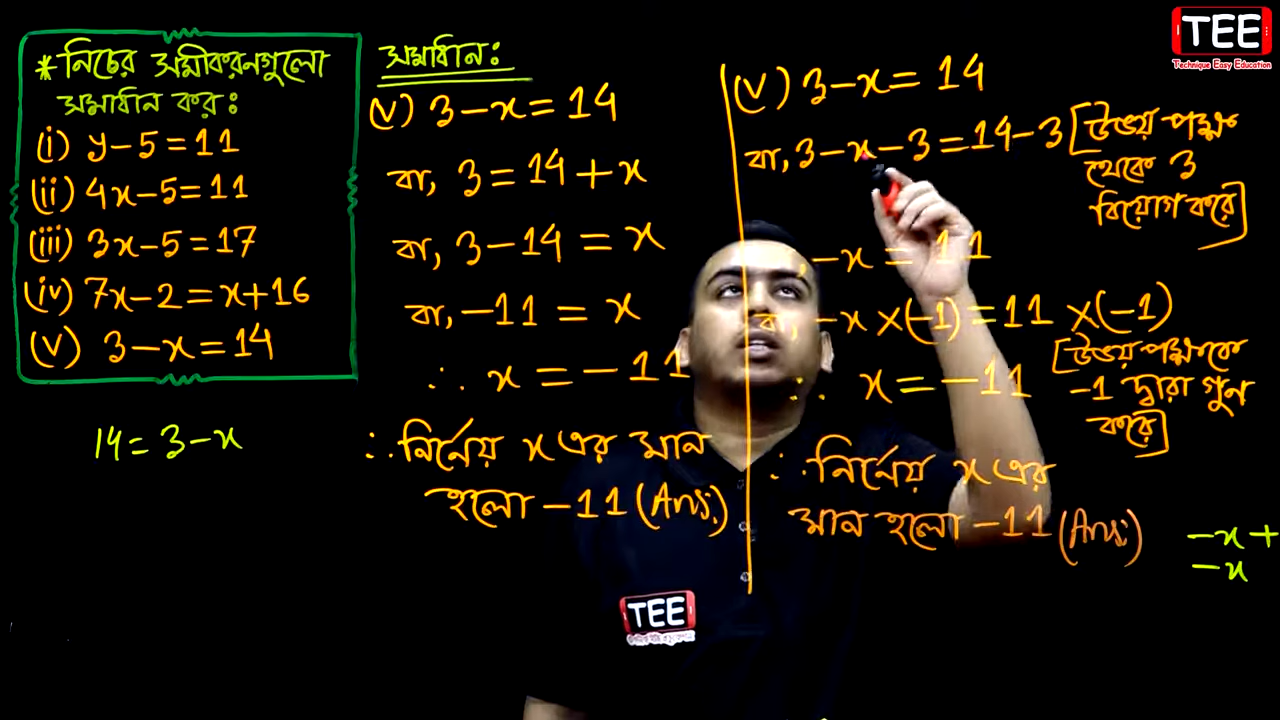 * নিচের সমীকরনগুলো
সমাধান কর:
(i) y-5=11
(ii) 4x-5=11
(iii) 3x-5=17
(iv) 7x-2=x+16
(v) 3-x=14
14=3-x
সমাধান:
(v) 3-x=14
বা, 3=14+x
বা, 3-14=x
বা, -11=x
∴ x=-11
∴ নির্নেয় x এর মান
হলো -11 (Ans:)
(v) 3-x=14
বা, 3-x-3=14-3 [উভয় পক্ষ
থেকে 3
বিয়োগ করে]
, -x=11
বা, -x×(-1)=11×(-1)
[উভয় পক্ষকে
-1 দ্বারা গুন
করে]
∴ x=-11
∴ নির্নেয় x এর
মান হলো -11 (Ans:)
-x+
-x
TEE
Technique Easy Education
TEE